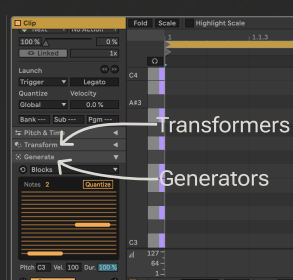 Clip
Fold Scale Highlight Scale
Next No Action
100 % 0 %
Linked 1x
1 1.1.3
Launch
Trigger Legato
C4
Quantize Velocity
Global 0.0 %
A#3
Bank --- Sub --- Pgm ---
Pitch & Time
Transformers
Transform
Generate
Blocks
Generators
Notes 2 Quantize
C3
127
64
1
Pitch C3 Vel. 100 Dur. 100 %